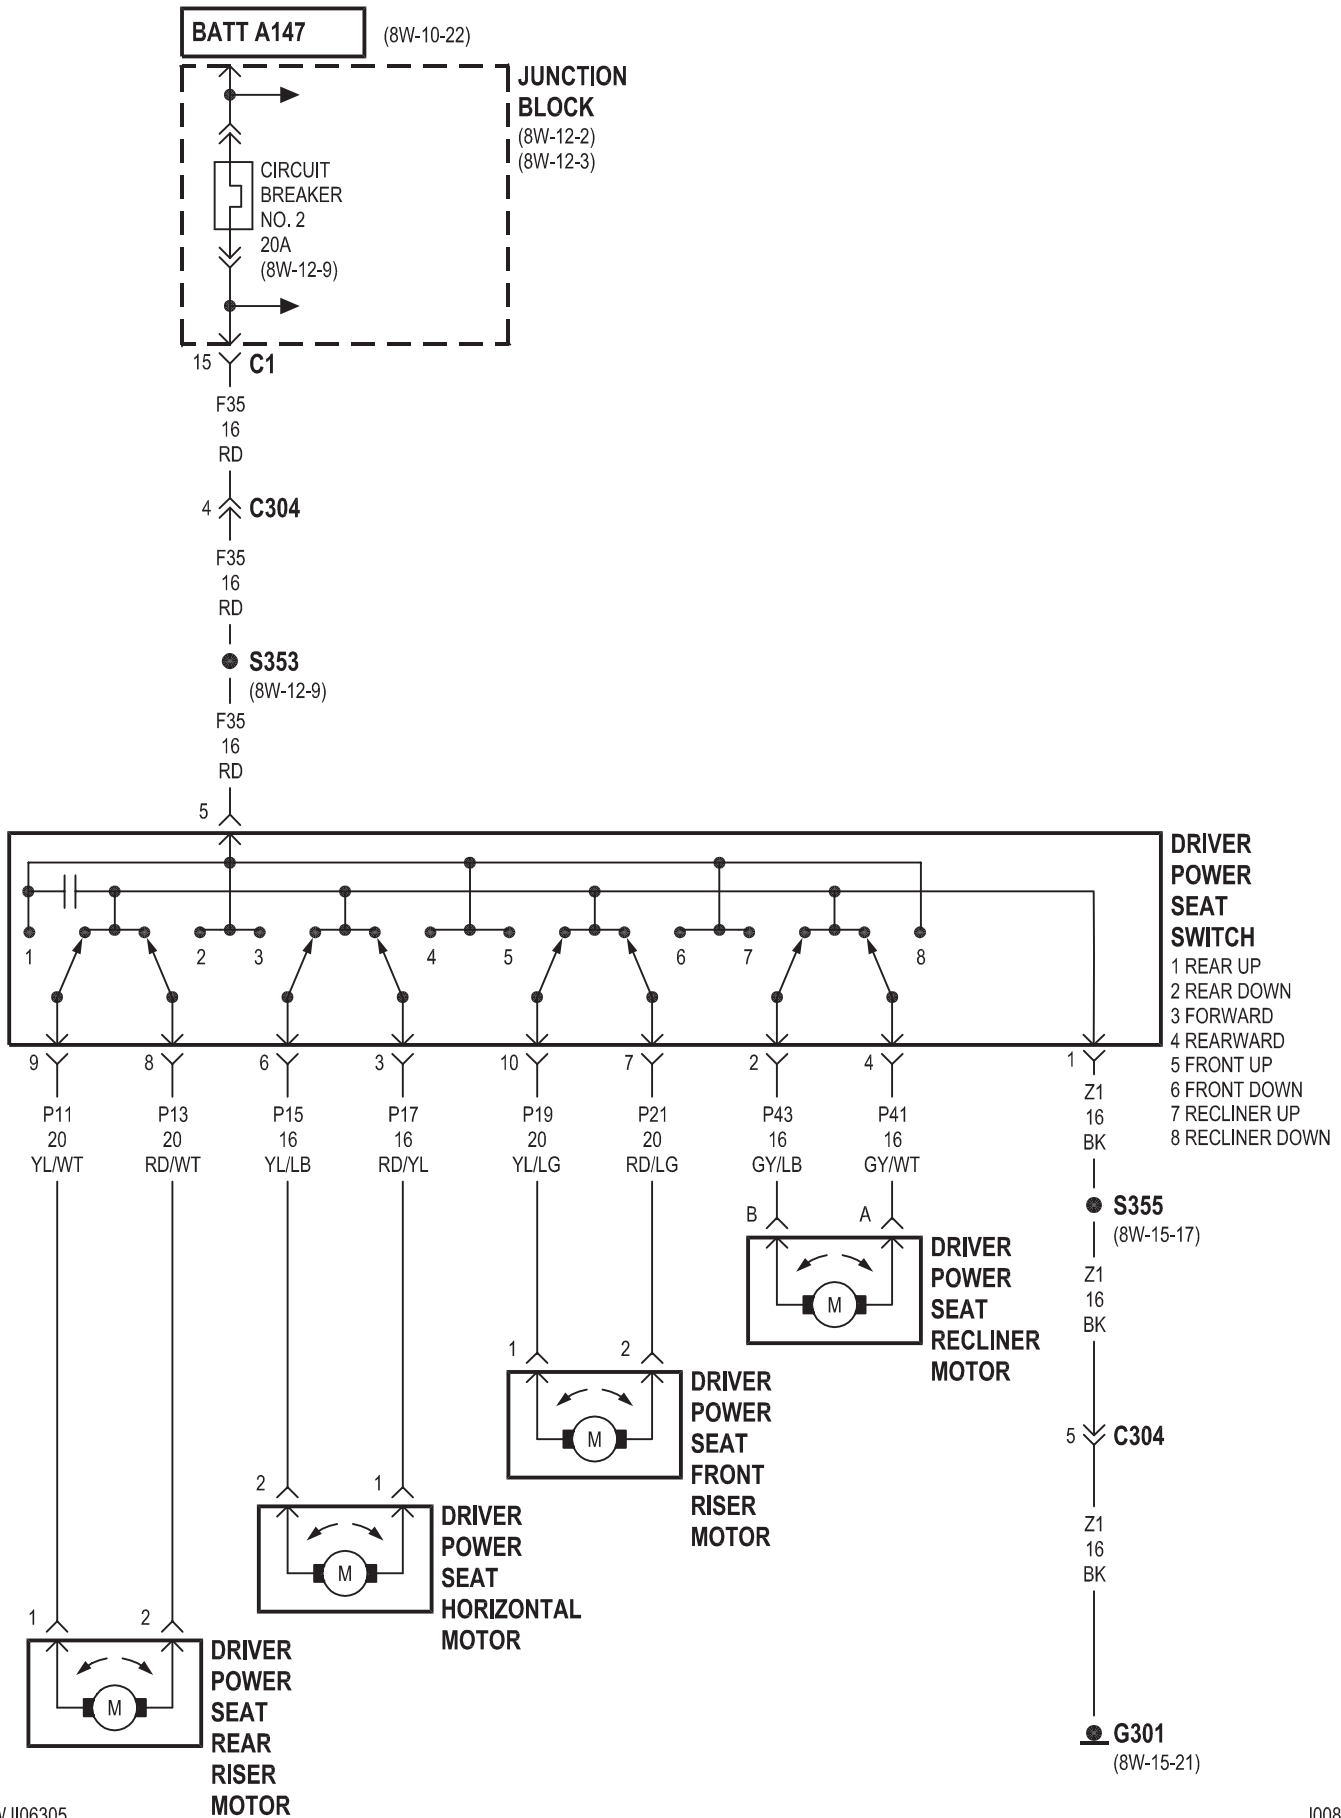 BATT A147 (8W-10-22)
JUNCTION
BLOCK
(8W-12-2)
(8W-12-3)
CIRCUIT
BREAKER
NO. 2
20A
(8W-12-9)
15 C1
F35
16
RD
4 C304
F35
16
RD
S353
(8W-12-9)
F35
16
RD
5
DRIVER
POWER
SEAT
SWITCH
1 REAR UP
2 REAR DOWN
3 FORWARD
4 REARWARD
5 FRONT UP
6 FRONT DOWN
7 RECLINER UP
8 RECLINER DOWN
1 2 3 4 5 6 7 8
9 8 6 3 10 7 2 4 1
P11 P13 P15 P17 P19 P21 P43 P41
20 20 16 16 20 20 16 16
YL/WT RD/WT YL/LB RD/YL YL/LG RD/LG GY/LB GY/WT
Z1
16
BK
S355
(8W-15-17)
Z1
16
BK
B A
M
DRIVER
POWER
SEAT
RECLINER
MOTOR
1 2
M
DRIVER
POWER
SEAT
FRONT
RISER
MOTOR
5 C304
Z1
16
BK
2 1
M
DRIVER
POWER
SEAT
HORIZONTAL
MOTOR
1 2
M
DRIVER
POWER
SEAT
REAR
RISER
MOTOR
G301
(8W-15-21)